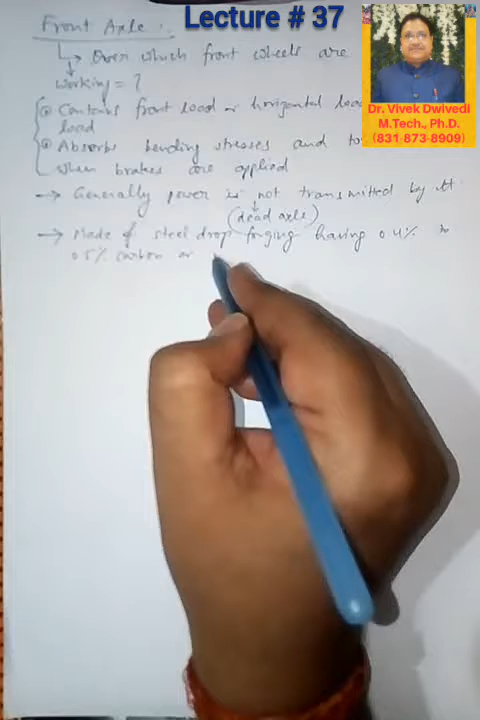 Lecture # 37
Front Axle :.
↳ Over which front wheels are
working = ?
Contains front load or horizontal load
load
Absorbs bending stresses and to
when brakes are applied
→ Generally power is not transmitted by it.
(dead axle)
→ Made of steel drop forging having 0.4% to
0.5% carbon or
Dr. Vivek Dwivedi
M.Tech., Ph.D.
(831-873-8909)